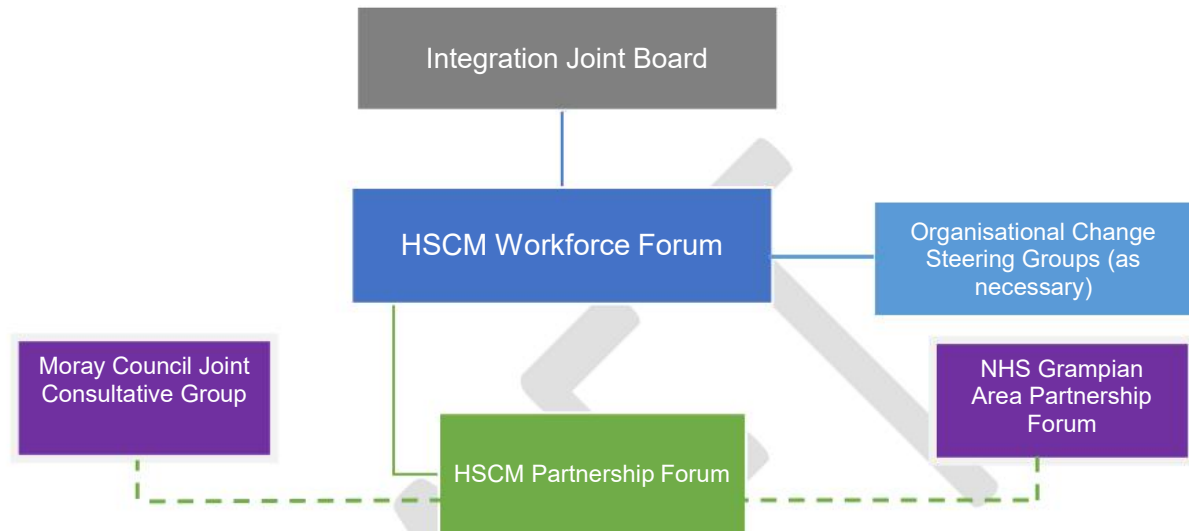 Integration Joint Board
HSCM Workforce Forum
Organisational Change
Steering Groups (as
necessary)
Moray Council Joint
Consultative Group
NHS Grampian
Area Partnership
Forum
HSCM Partnership Forum